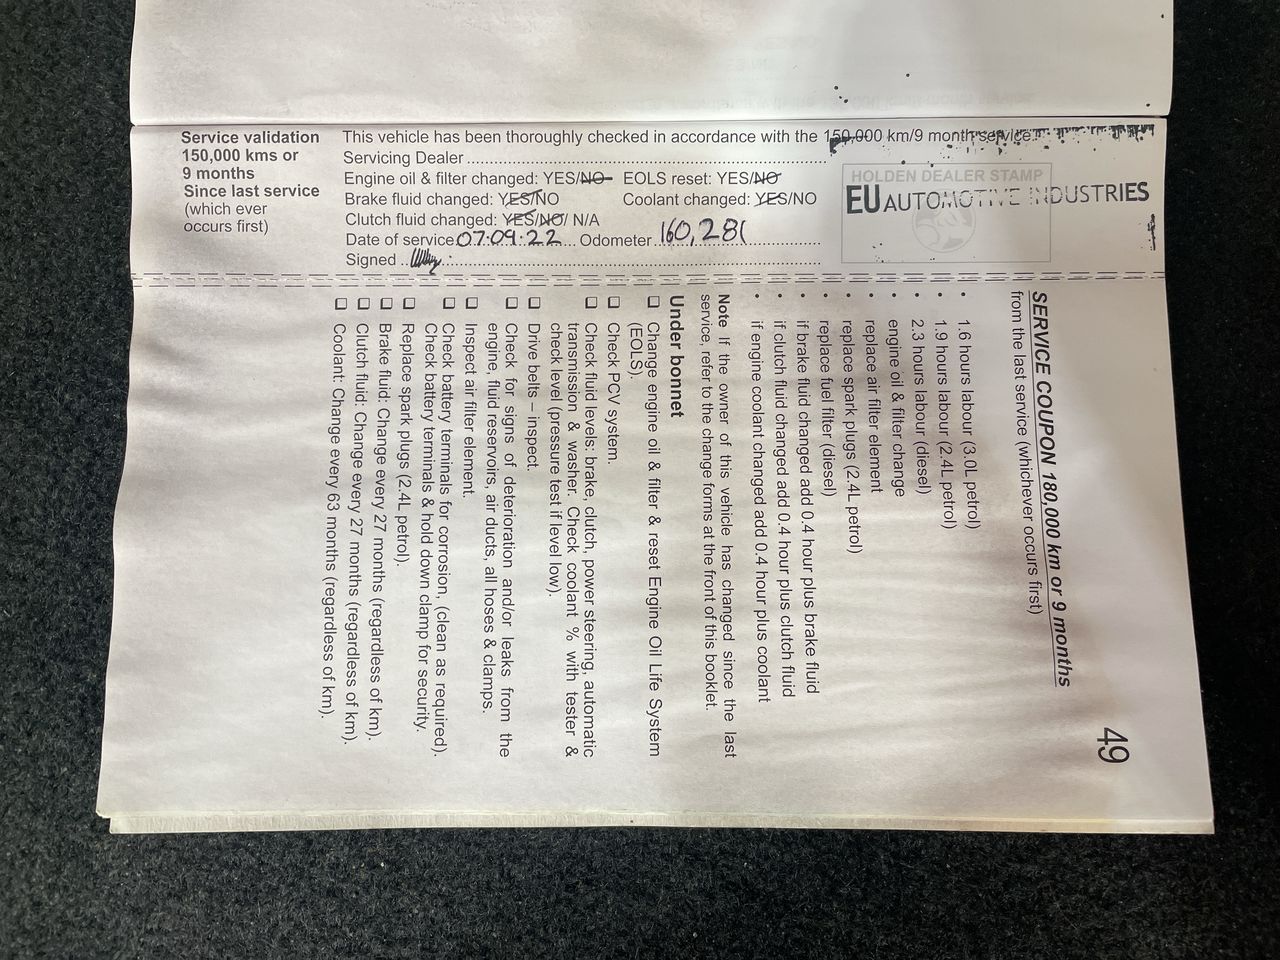 Service validation
150,000 kms or
9 months
Since last service
(which ever
occurs first)
This vehicle has been thoroughly checked in accordance with the 150,000 km/9 month service.
Servicing Dealer
Engine oil & filter changed: YES/NO EOLS reset: YES/NO
Brake fluid changed: YES/NO Coolant changed: YES/NO
Clutch fluid changed: YES/NO/ N/A
Date of service 07.09.22 Odometer 160,281
Signed
HOLDEN DEALER STAMP
EU AUTOMOTIVE INDUSTRIES
49
SERVICE COUPON 180,000 km or 9 months
from the last service (whichever occurs first)
• 1.6 hours labour (3.0L petrol)
• 1.9 hours labour (2.4L petrol)
• 2.3 hours labour (diesel)
• engine oil & filter change
• replace air filter element
• replace spark plugs (2.4L petrol)
• replace fuel filter (diesel)
• if brake fluid changed add 0.4 hour plus brake fluid
• if clutch fluid changed add 0.4 hour plus clutch fluid
• if engine coolant changed add 0.4 hour plus coolant
Note If the owner of this vehicle has changed since the last
service, refer to the change forms at the front of this booklet.
Under bonnet
❑ Change engine oil & filter & reset Engine Oil Life System
(EOLS).
❑ Check PCV system.
❑ Check fluid levels: brake, clutch, power steering, automatic
transmission & washer. Check coolant % with tester &
check level (pressure test if level low).
❑ Drive belts – inspect.
❑ Check for signs of deterioration and/or leaks from the
engine, fluid reservoirs, air ducts, all hoses & clamps.
❑ Inspect air filter element.
❑ Check battery terminals for corrosion, (clean as required).
Check battery terminals & hold down clamp for security.
❑ Replace spark plugs (2.4L petrol).
❑ Brake fluid: Change every 27 months (regardless of km).
❑ Clutch fluid: Change every 27 months (regardless of km).
❑ Coolant: Change every 63 months (regardless of km).